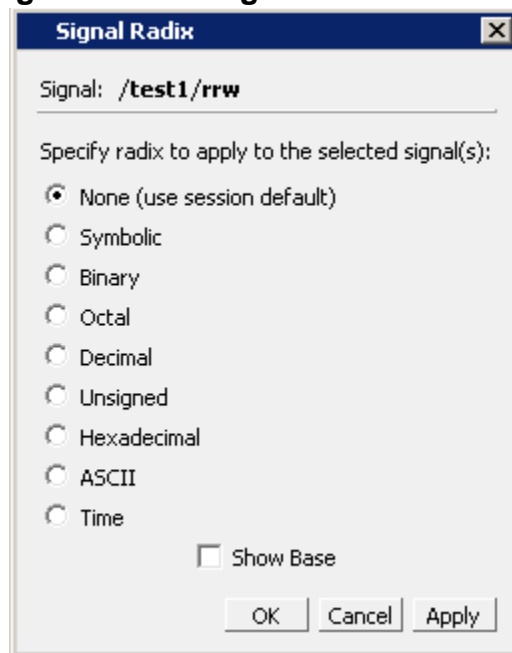 Signal Radix
Signal: /test1/rrw
Specify radix to apply to the selected signal(s):
None (use session default)
Symbolic
Binary
Octal
Decimal
Unsigned
Hexadecimal
ASCII
Time
Show Base
OK Cancel Apply